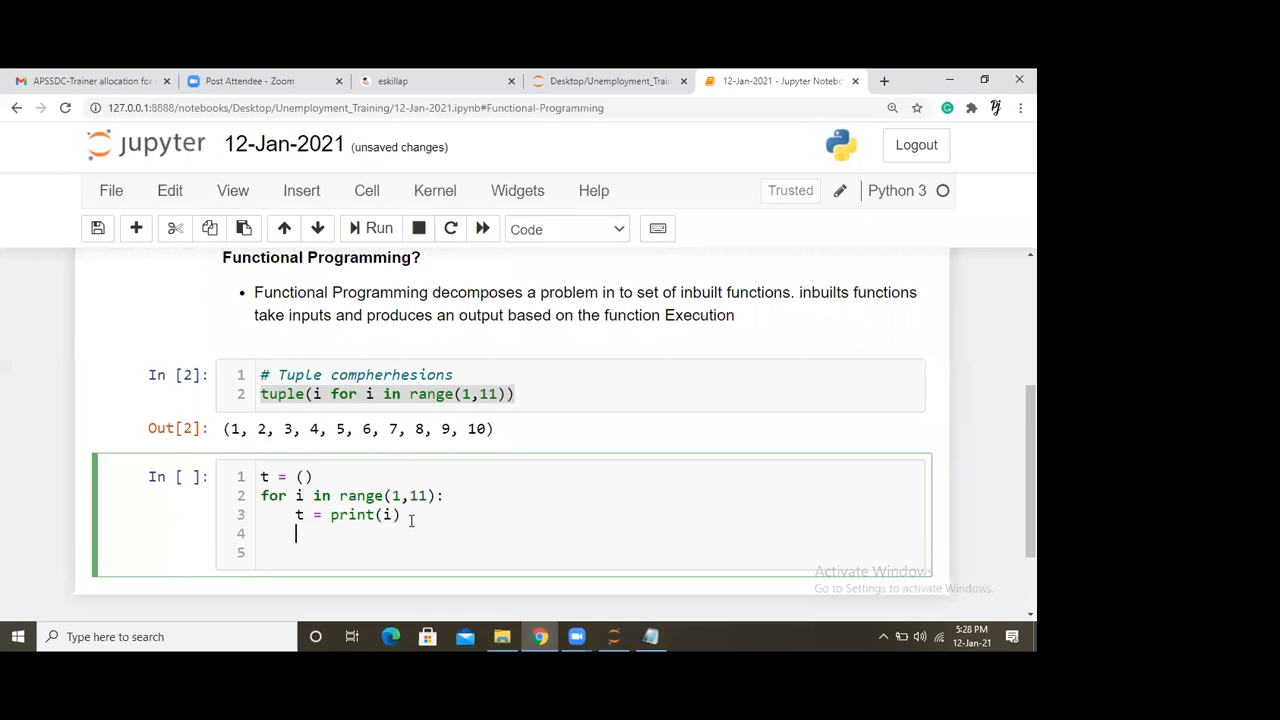 APSSDC-Trainer allocation for
Post Attendee - Zoom
eskillap
Desktop/Unemployment_Train
12-Jan-2021 - Jupyter Notebo
127.0.0.1:8888/notebooks/Desktop/Unemployment_Training/12-Jan-2021.ipynb#Functional-Programming
jupyter 12-Jan-2021 (unsaved changes)
Logout
File Edit View Insert Cell Kernel Widgets Help
Trusted
Python 3
Run
Code
Functional Programming?
• Functional Programming decomposes a problem in to set of inbuilt functions. inbuilts functions
take inputs and produces an output based on the function Execution
In [2]:
1 # Tuple compherhesions
2 tuple(i for i in range(1,11))
Out[2]: (1, 2, 3, 4, 5, 6, 7, 8, 9, 10)
In [ ]:
1 t = ()
2 for i in range(1,11):
3     t = print(i)
4
5
Activate Windows
Go to Settings to activate Windows.
Type here to search
5:28 PM
12-Jan-21